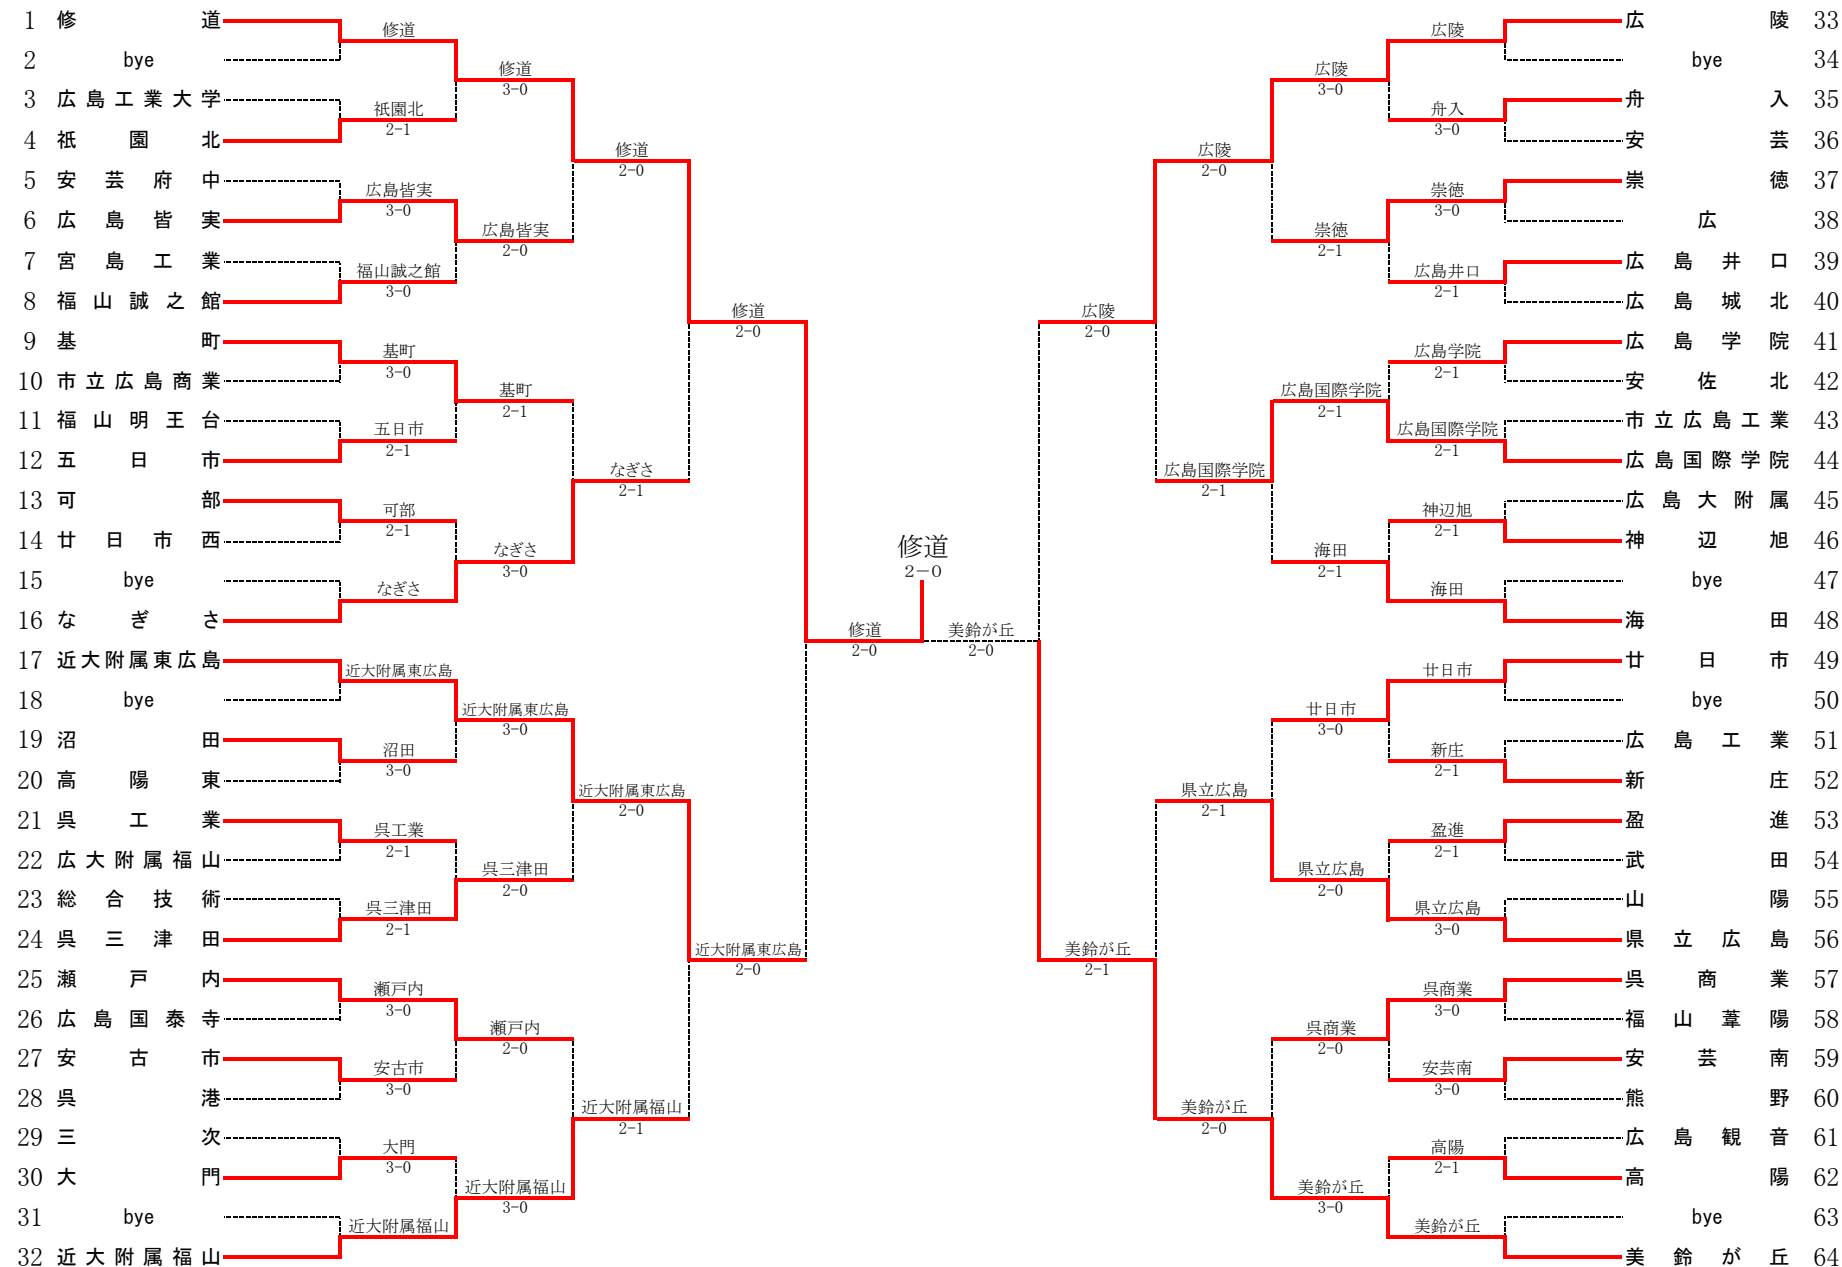 1 修道
2 bye
3 広島工業大学
4 祇園北
5 安芸府中
6 広島皆実
7 宮島工業
8 福山誠之館
9 基町
10 市立広島商業
11 福山明王台
12 五日市
13 可部
14 廿日市西
15 bye
16 なぎさ
17 近大附属東広島
18 bye
19 沼田
20 高陽東
21 呉工業
22 広大附属福山
23 総合技術
24 呉三津田
25 瀬戸内
26 広島国泰寺
27 安古市
28 呉港
29 三次
30 大門
31 bye
32 近大附属福山
修道
祇園北
2-1
広島皆実
3-0
福山誠之館
3-0
基町
3-0
五日市
2-1
可部
2-1
なぎさ
近大附属東広島
沼田
3-0
呉工業
2-1
呉三津田
2-1
瀬戸内
3-0
安古市
3-0
大門
3-0
近大附属福山
修道
3-0
広島皆実
2-0
基町
2-1
なぎさ
3-0
近大附属東広島
3-0
呉三津田
2-0
瀬戸内
2-0
近大附属福山
3-0
修道
2-0
なぎさ
2-1
近大附属東広島
2-0
近大附属福山
2-1
修道
2-0
近大附属東広島
2-0
修道
2-0
修道
2-0
美鈴が丘
2-0
広陵
2-0
美鈴が丘
2-1
広陵
2-0
広島国際学院
2-1
県立広島
2-1
美鈴が丘
2-0
広陵
3-0
崇徳
2-1
広島国際学院
2-1
海田
2-1
廿日市
3-0
県立広島
2-0
呉商業
2-0
美鈴が丘
3-0
広陵
舟入
3-0
崇徳
3-0
広島井口
2-1
広島学院
2-1
広島国際学院
2-1
神辺旭
2-1
海田
廿日市
新庄
2-1
盈進
2-1
県立広島
3-0
呉商業
3-0
安芸南
3-0
高陽
2-1
美鈴が丘
広陵 33
bye 34
舟入 35
安芸 36
崇徳 37
広 38
広島井口 39
広島城北 40
広島学院 41
安佐北 42
市立広島工業 43
広島国際学院 44
広島大附属 45
神辺旭 46
bye 47
海田 48
廿日市 49
bye 50
広島工業 51
新庄 52
盈進 53
武田 54
山陽 55
県立広島 56
呉商業 57
福山葦陽 58
安芸南 59
熊野 60
広島観音 61
高陽 62
bye 63
美鈴が丘 64